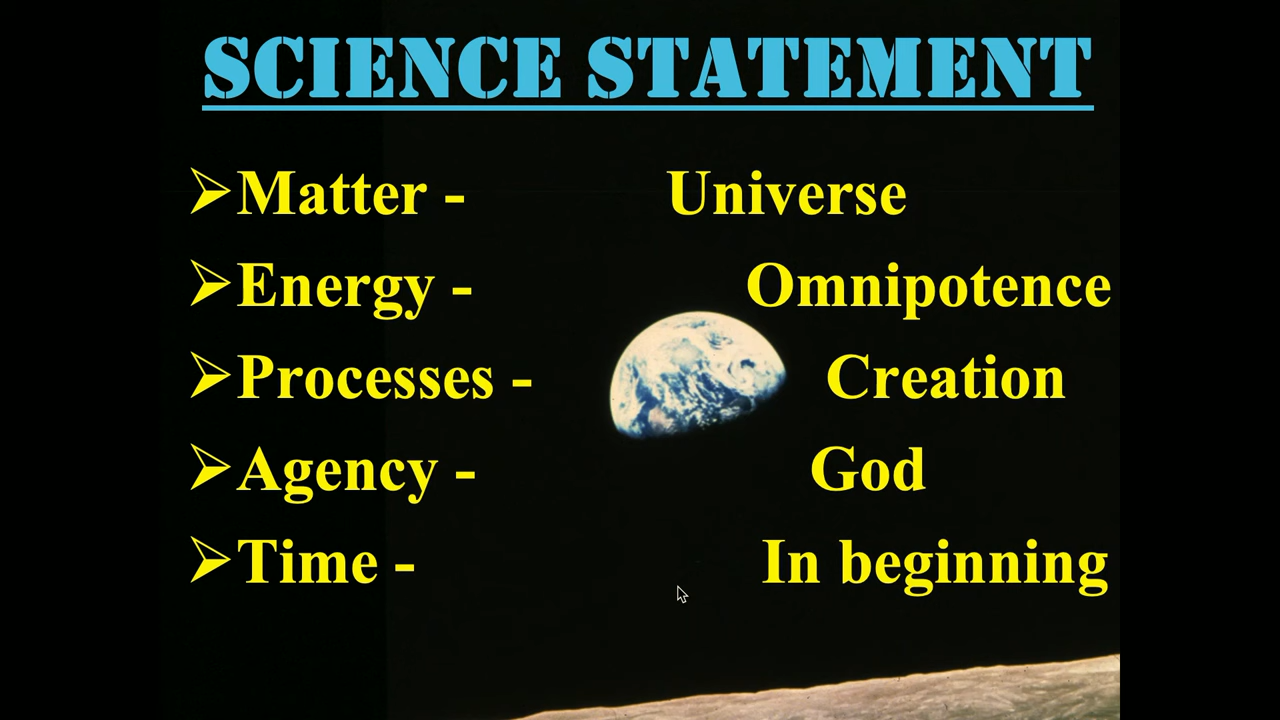 SCIENCE STATEMENT
➢Matter - Universe
➢Energy - Omnipotence
➢Processes - Creation
➢Agency - God
➢Time - In beginning